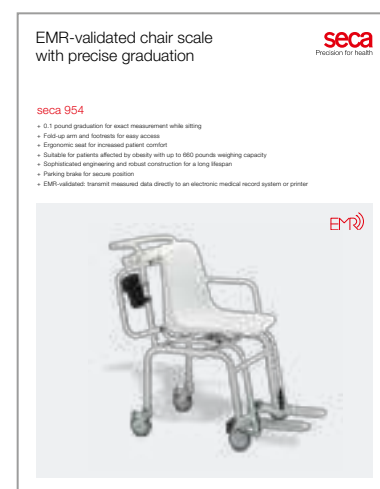 EMR-validated chair scale
with precise graduation
seca
Precision for health
seca 954
+ 0.1 pound graduation for exact measurement while sitting
+ Fold-up arm and footrests for easy access
+ Ergonomic seat for increased patient comfort
+ Suitable for patients affected by obesity with up to 660 pounds weighing capacity
+ Sophisticated engineering and robust construction for a long lifespan
+ Parking brake for secure position
+ EMR-validated: transmit measured data directly to an electronic medical record system or printer
EMR